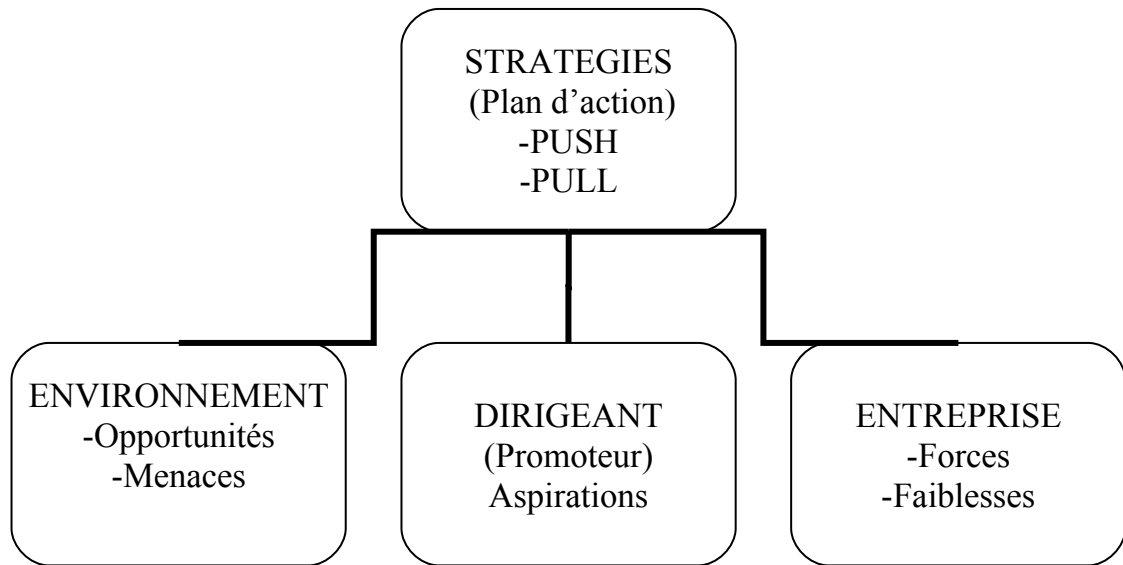 STRATEGIES
(Plan d’action)
-PUSH
-PULL
ENVIRONNEMENT
-Opportunités
-Menaces
DIRIGEANT
(Promoteur)
Aspirations
ENTREPRISE
-Forces
-Faiblesses